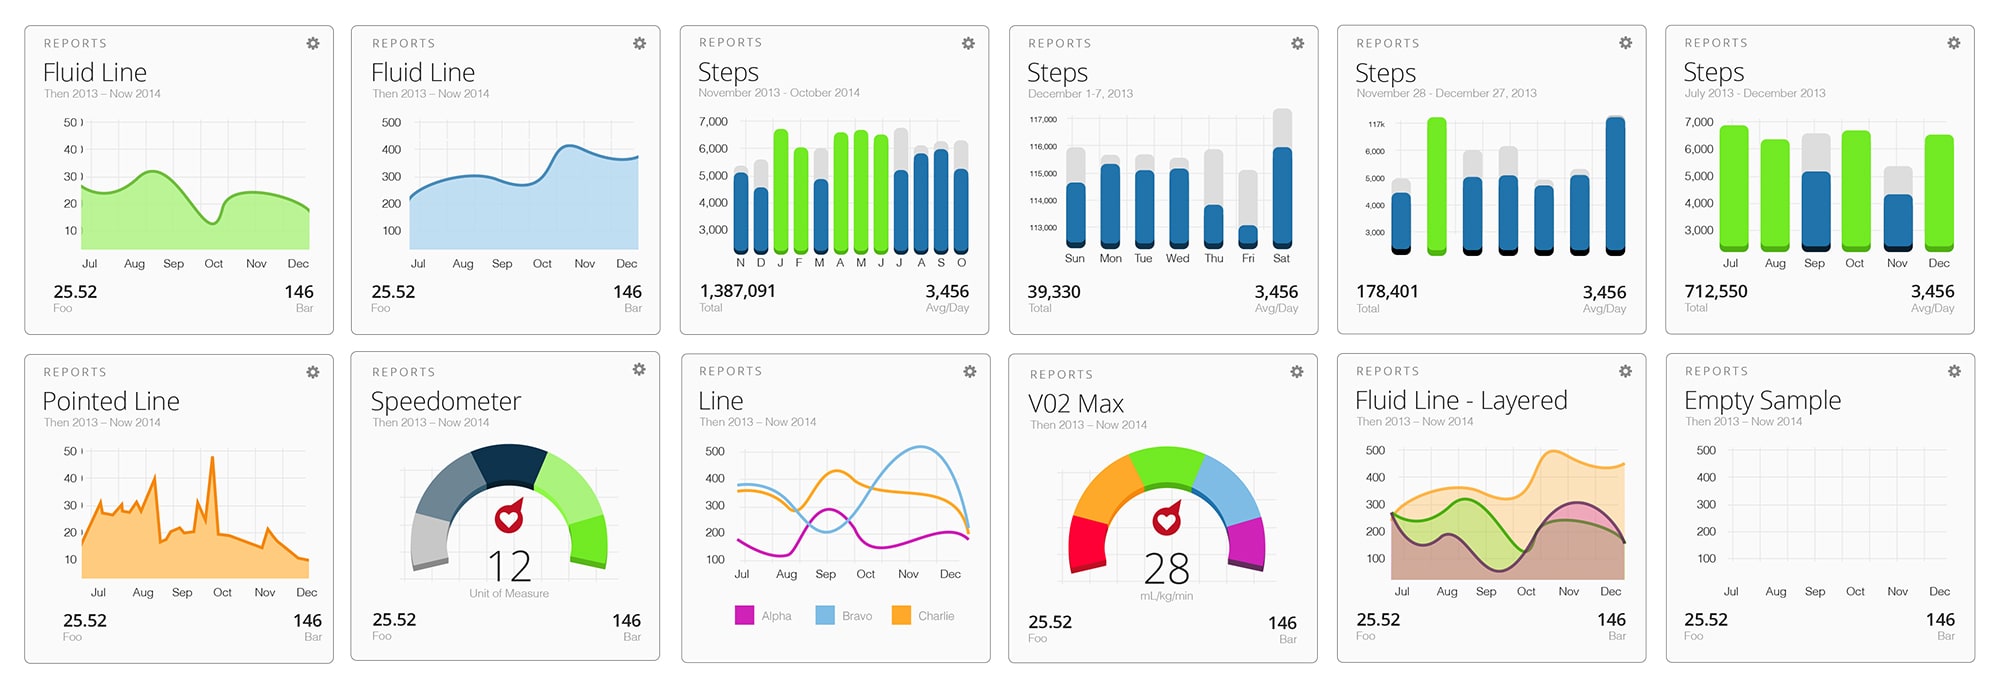 REPORTS
Fluid Line
Then 2013 – Now 2014
50
40
30
20
10
Jul Aug Sep Oct Nov Dec
25.52 146
Foo Bar
REPORTS
Fluid Line
Then 2013 – Now 2014
500
400
300
200
100
Jul Aug Sep Oct Nov Dec
25.52 146
Foo Bar
REPORTS
Steps
November 2013 - October 2014
7,000
6,000
5,000
4,000
3,000
N D J F M A M J J A S O
1,387,091 3,456
Total Avg/Day
REPORTS
Steps
December 1-7, 2013
117,000
116,000
115,000
114,000
113,000
Sun Mon Tue Wed Thu Fri Sat
39,330 3,456
Total Avg/Day
REPORTS
Steps
November 28 - December 27, 2013
117k
6,000
5,000
4,000
3,000
178,401 3,456
Total Avg/Day
REPORTS
Steps
July 2013 - December 2013
7,000
6,000
5,000
4,000
3,000
Jul Aug Sep Oct Nov Dec
712,550 3,456
Total Avg/Day
REPORTS
Pointed Line
Then 2013 – Now 2014
50
40
30
20
10
Jul Aug Sep Oct Nov Dec
25.52 146
Foo Bar
REPORTS
Speedometer
Then 2013 – Now 2014
12
Unit of Measure
25.52 146
Foo Bar
REPORTS
Line
Then 2013 – Now 2014
500
400
300
200
100
Jul Aug Sep Oct Nov Dec
Alpha Bravo Charlie
REPORTS
V02 Max
Then 2013 – Now 2014
28
mL/kg/min
25.52 146
Foo Bar
REPORTS
Fluid Line - Layered
Then 2013 – Now 2014
500
400
300
200
100
Jul Aug Sep Oct Nov Dec
25.52 146
Foo Bar
REPORTS
Empty Sample
Then 2013 – Now 2014
500
400
300
200
100
Jul Aug Sep Oct Nov Dec
25.52 146
Foo Bar